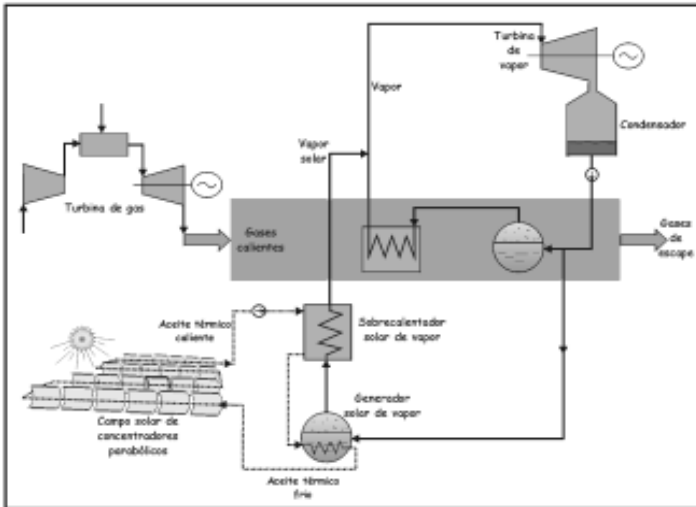 Turbina
de
vapor
Vapor
Condensador
Vapor
solar
Turbina de gas
Gases
calientes
Gases
de
escape
Aceite térmico
caliente
Sobrecalentador
solar de vapor
Generador
solar de vapor
Campo solar de
concentradores
parabólicos
Aceite térmico
frio